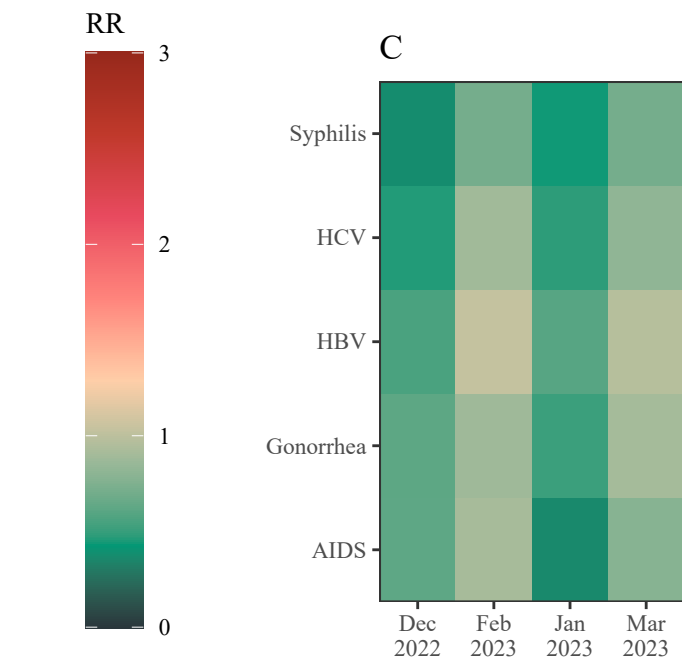 RR
3
2
1
0
C
Syphilis
HCV
HBV
Gonorrhea
AIDS
Dec Feb Jan Mar
2022 2023 2023 2023